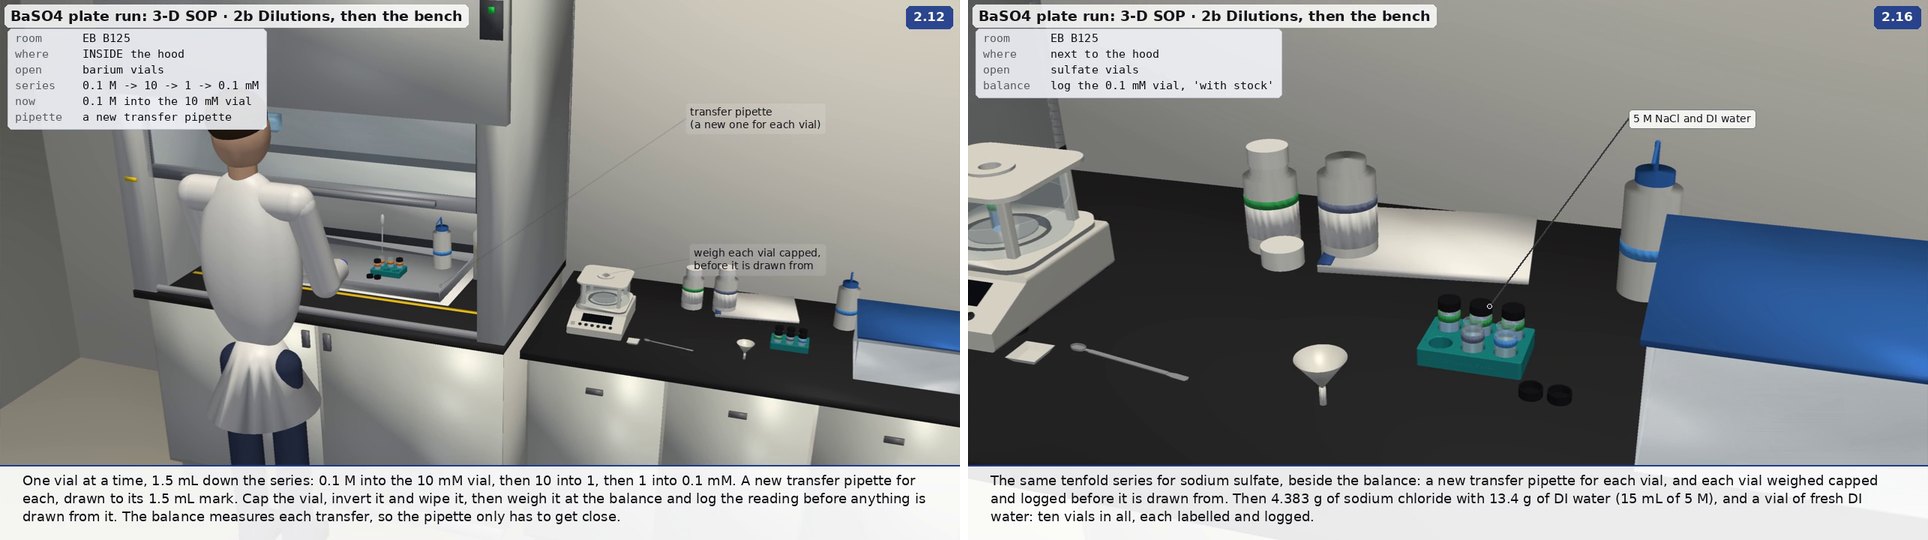 BaSO4 plate run: 3-D SOP · 2b Dilutions, then the bench
2.12
room EB B125
where INSIDE the hood
open barium vials
series 0.1 M -> 10 -> 1 -> 0.1 mM
now 0.1 M into the 10 mM vial
pipette a new transfer pipette
transfer pipette
(a new one for each vial)
weigh each vial capped,
before it is drawn from
One vial at a time, 1.5 mL down the series: 0.1 M into the 10 mM vial, then 10 into 1, then 1 into 0.1 mM. A new transfer pipette for
each, drawn to its 1.5 mL mark. Cap the vial, invert it and wipe it, then weigh it at the balance and log the reading before anything is
drawn from it. The balance measures each transfer, so the pipette only has to get close.
BaSO4 plate run: 3-D SOP · 2b Dilutions, then the bench
2.16
room EB B125
where next to the hood
open sulfate vials
balance log the 0.1 mM vial, 'with stock'
5 M NaCl and DI water
The same tenfold series for sodium sulfate, beside the balance: a new transfer pipette for each vial, and each vial weighed capped
and logged before it is drawn from. Then 4.383 g of sodium chloride with 13.4 g of DI water (15 mL of 5 M), and a vial of fresh DI
water: ten vials in all, each labelled and logged.